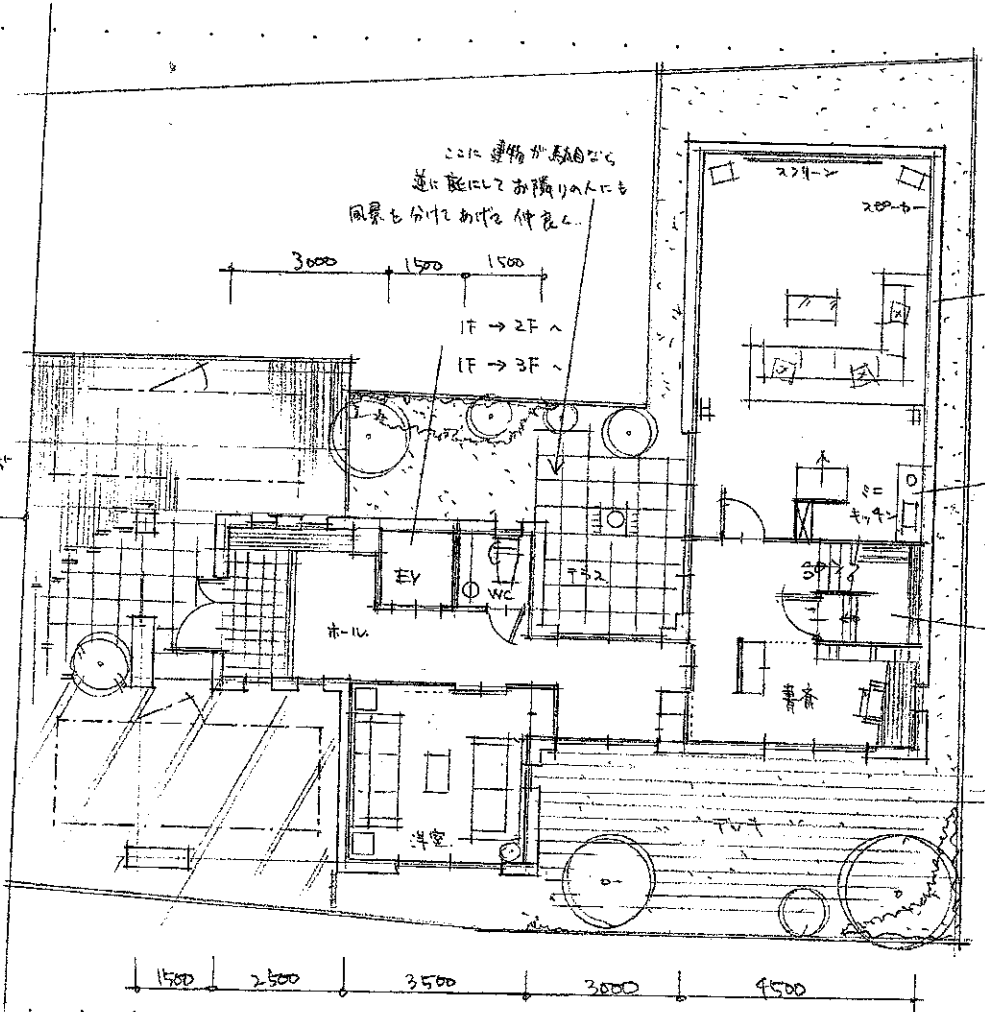 ここに 建物が駄目なら
逆に庭にして お隣りの人にも
風景を分けてあげる 仲良く..
スクリーン
スピーカー
3000 1500 1500
1F → 2F へ
1F → 3F へ
ミニ
キッチン
EV
WC
テラス
ホール.
書斎
洋室
デッキ
1500 2500 3500 3000 4500